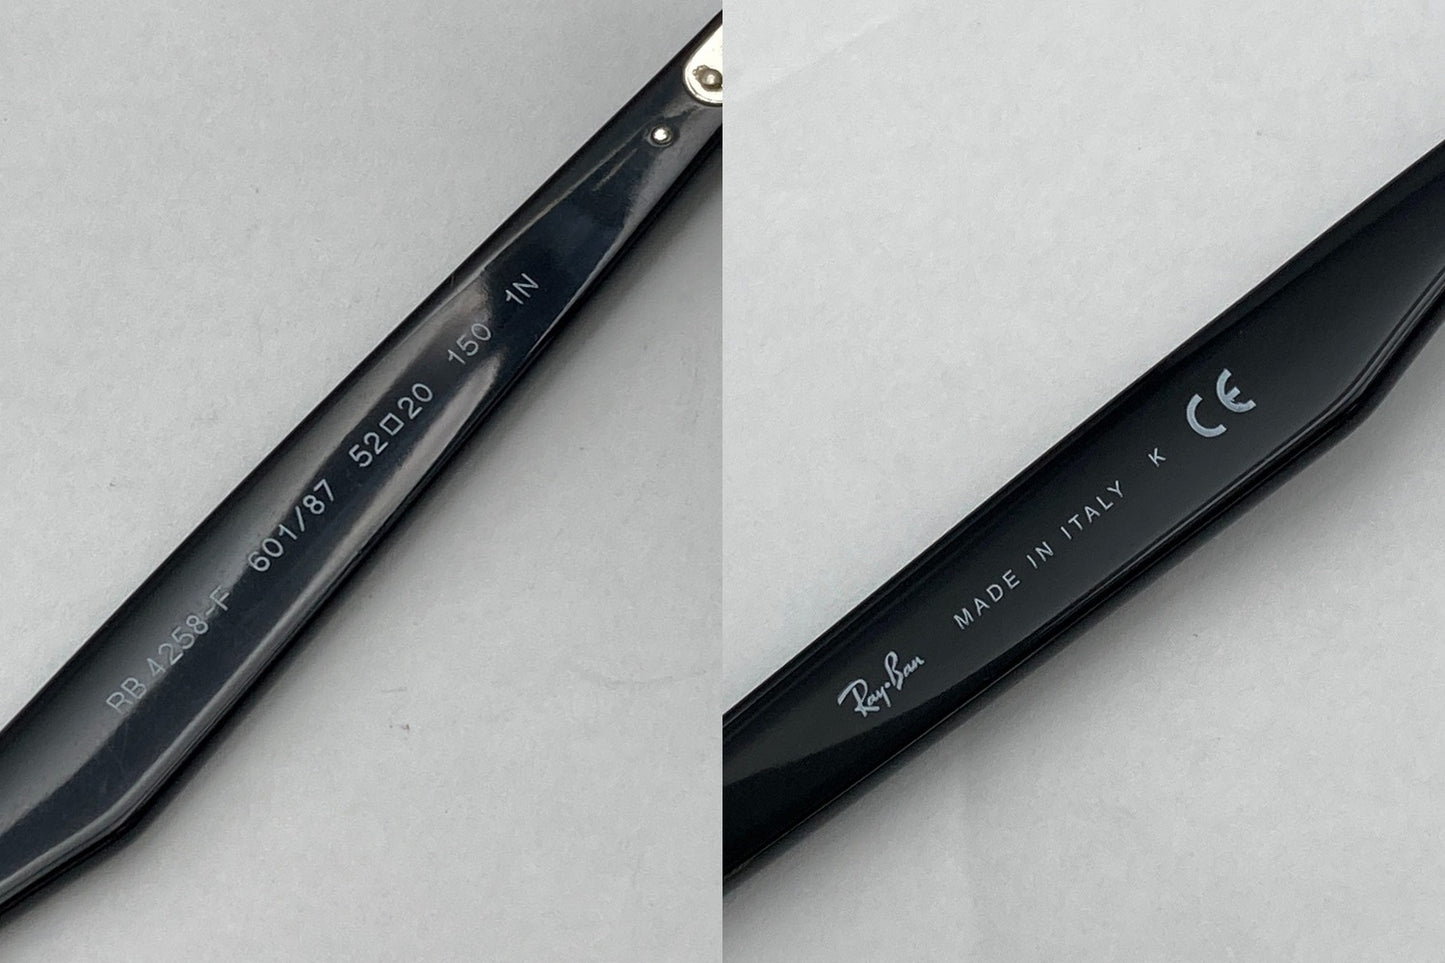 RB 4258-F 601/87 52□20 150 1N
Ray-Ban MADE IN ITALY K CE